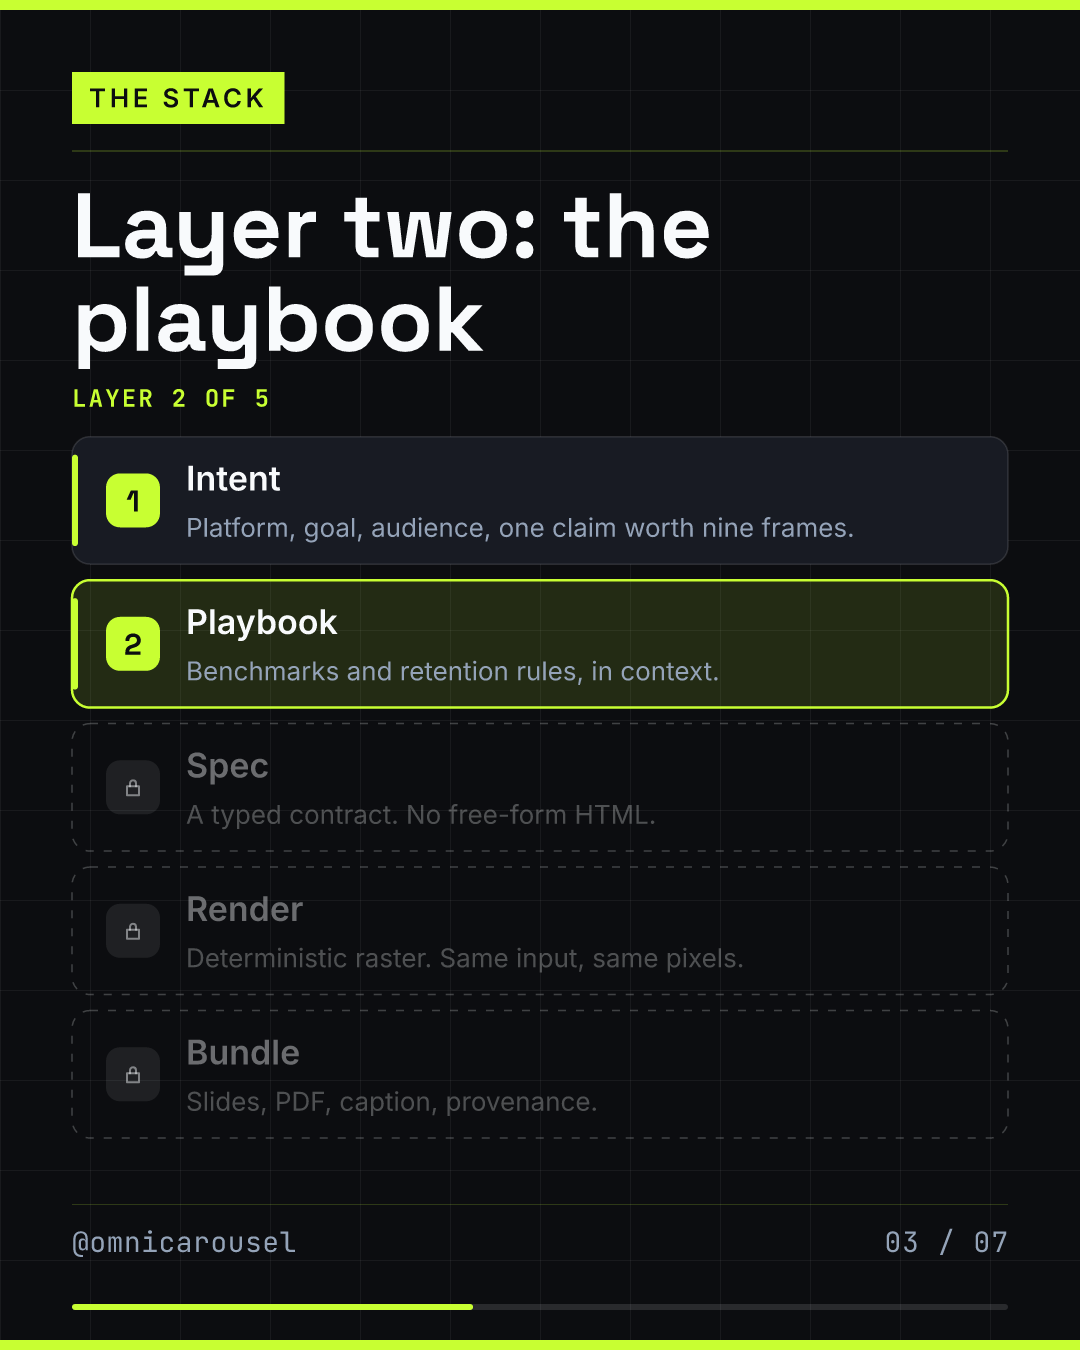 THE STACK
Layer two: the
playbook
LAYER 2 OF 5
1
Intent
Platform, goal, audience, one claim worth nine frames.
2
Playbook
Benchmarks and retention rules, in context.
Spec
A typed contract. No free-form HTML.
Render
Deterministic raster. Same input, same pixels.
Bundle
Slides, PDF, caption, provenance.
@omnicarousel
03 / 07